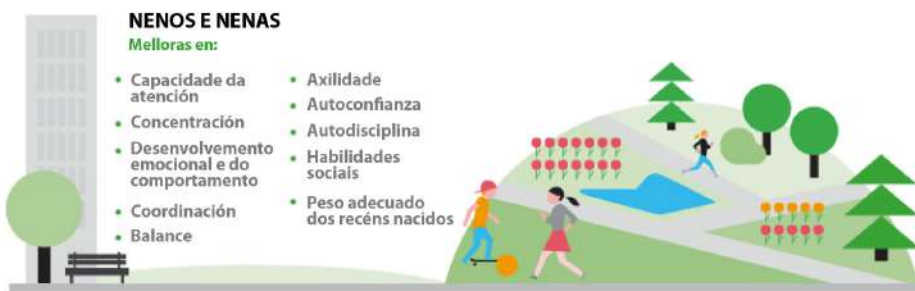 NENOS E NENAS
Melloras en:
• Capacidade da
atención
• Concentración
• Desenvolvemento
emocional e do
comportamento
• Coordinación
• Balance
• Axilidade
• Autoconfianza
• Autodisciplina
• Habilidades
sociais
• Peso adecuado
dos recéns nacidos